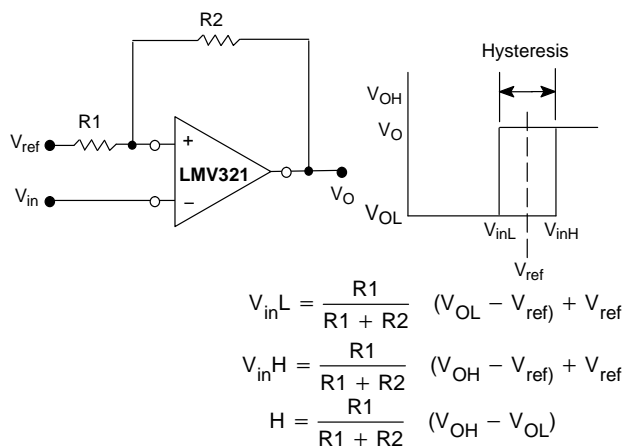 R2
Hysteresis
R1
V_OH
V_O
V_ref
+
LMV321
V_in
−
V_O
V_OL
V_inL
V_inH
V_ref
V_inL = R1 / (R1 + R2) (V_OL − V_ref) + V_ref
V_inH = R1 / (R1 + R2) (V_OH − V_ref) + V_ref
H = R1 / (R1 + R2) (V_OH − V_OL)